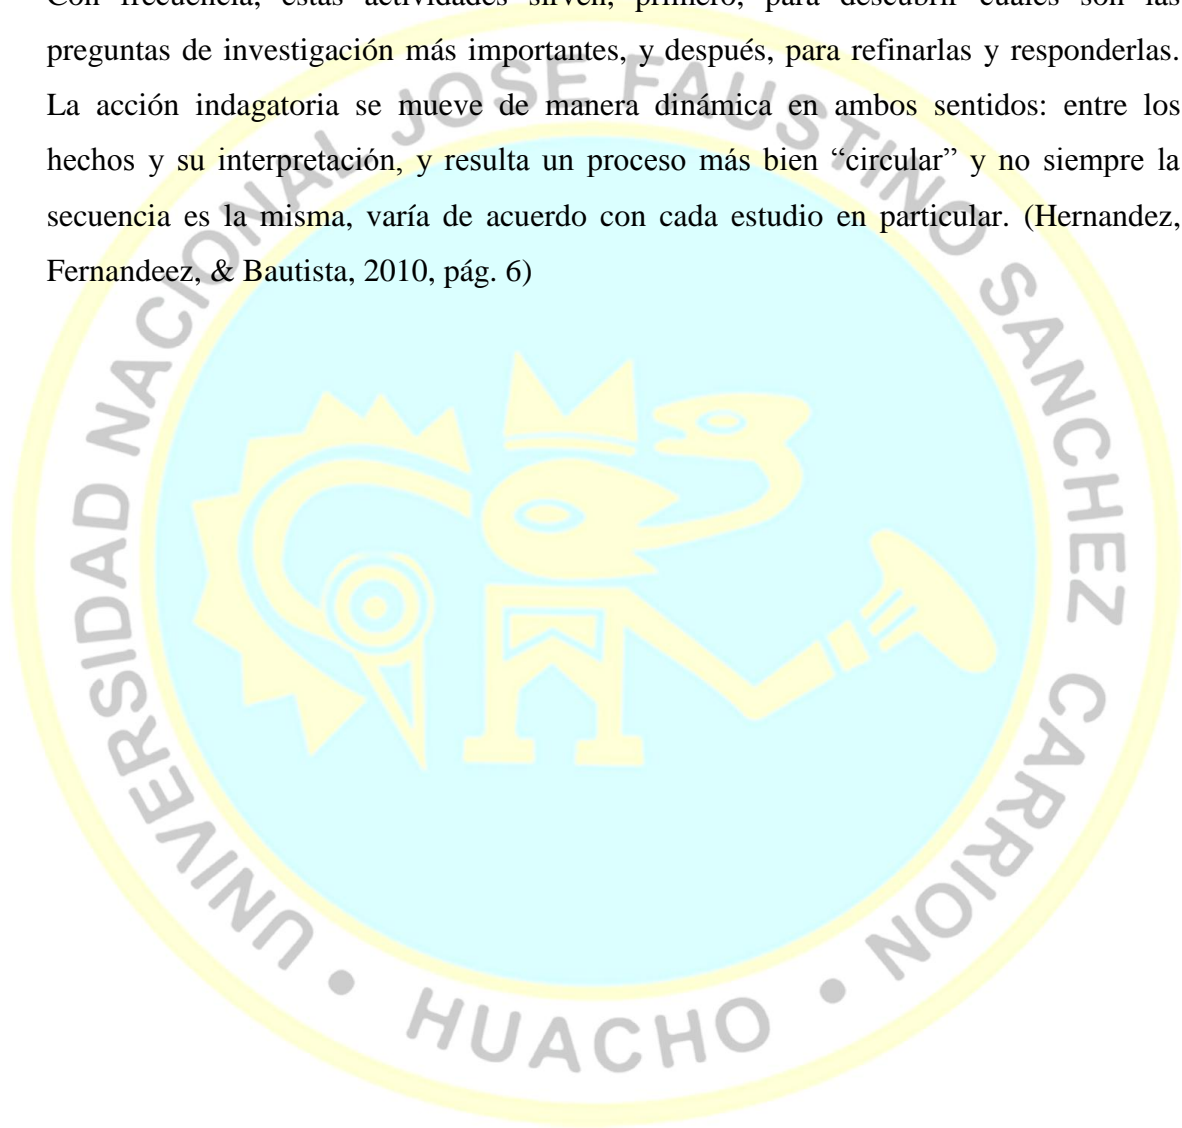 Con frecuencia, estas actividades sirven, primero, para descubrir cuáles son las
preguntas de investigación más importantes, y después, para refinarlas y responderlas.
La acción indagatoria se mueve de manera dinámica en ambos sentidos: entre los
hechos y su interpretación, y resulta un proceso más bien “circular” y no siempre la
secuencia es la misma, varía de acuerdo con cada estudio en particular. (Hernandez,
Fernandeez, & Bautista, 2010, pág. 6)
UNIVERSIDAD NACIONAL JOSE FAUSTINO SANCHEZ CARRION
• HUACHO •